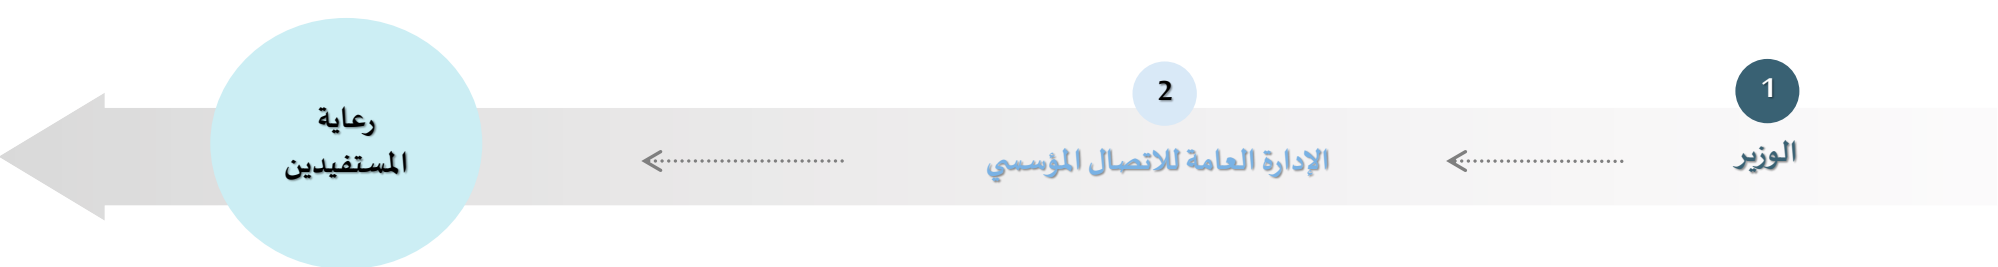 1
الوزير
2
الإدارة العامة للاتصال المؤسسي
رعاية
المستفيدين